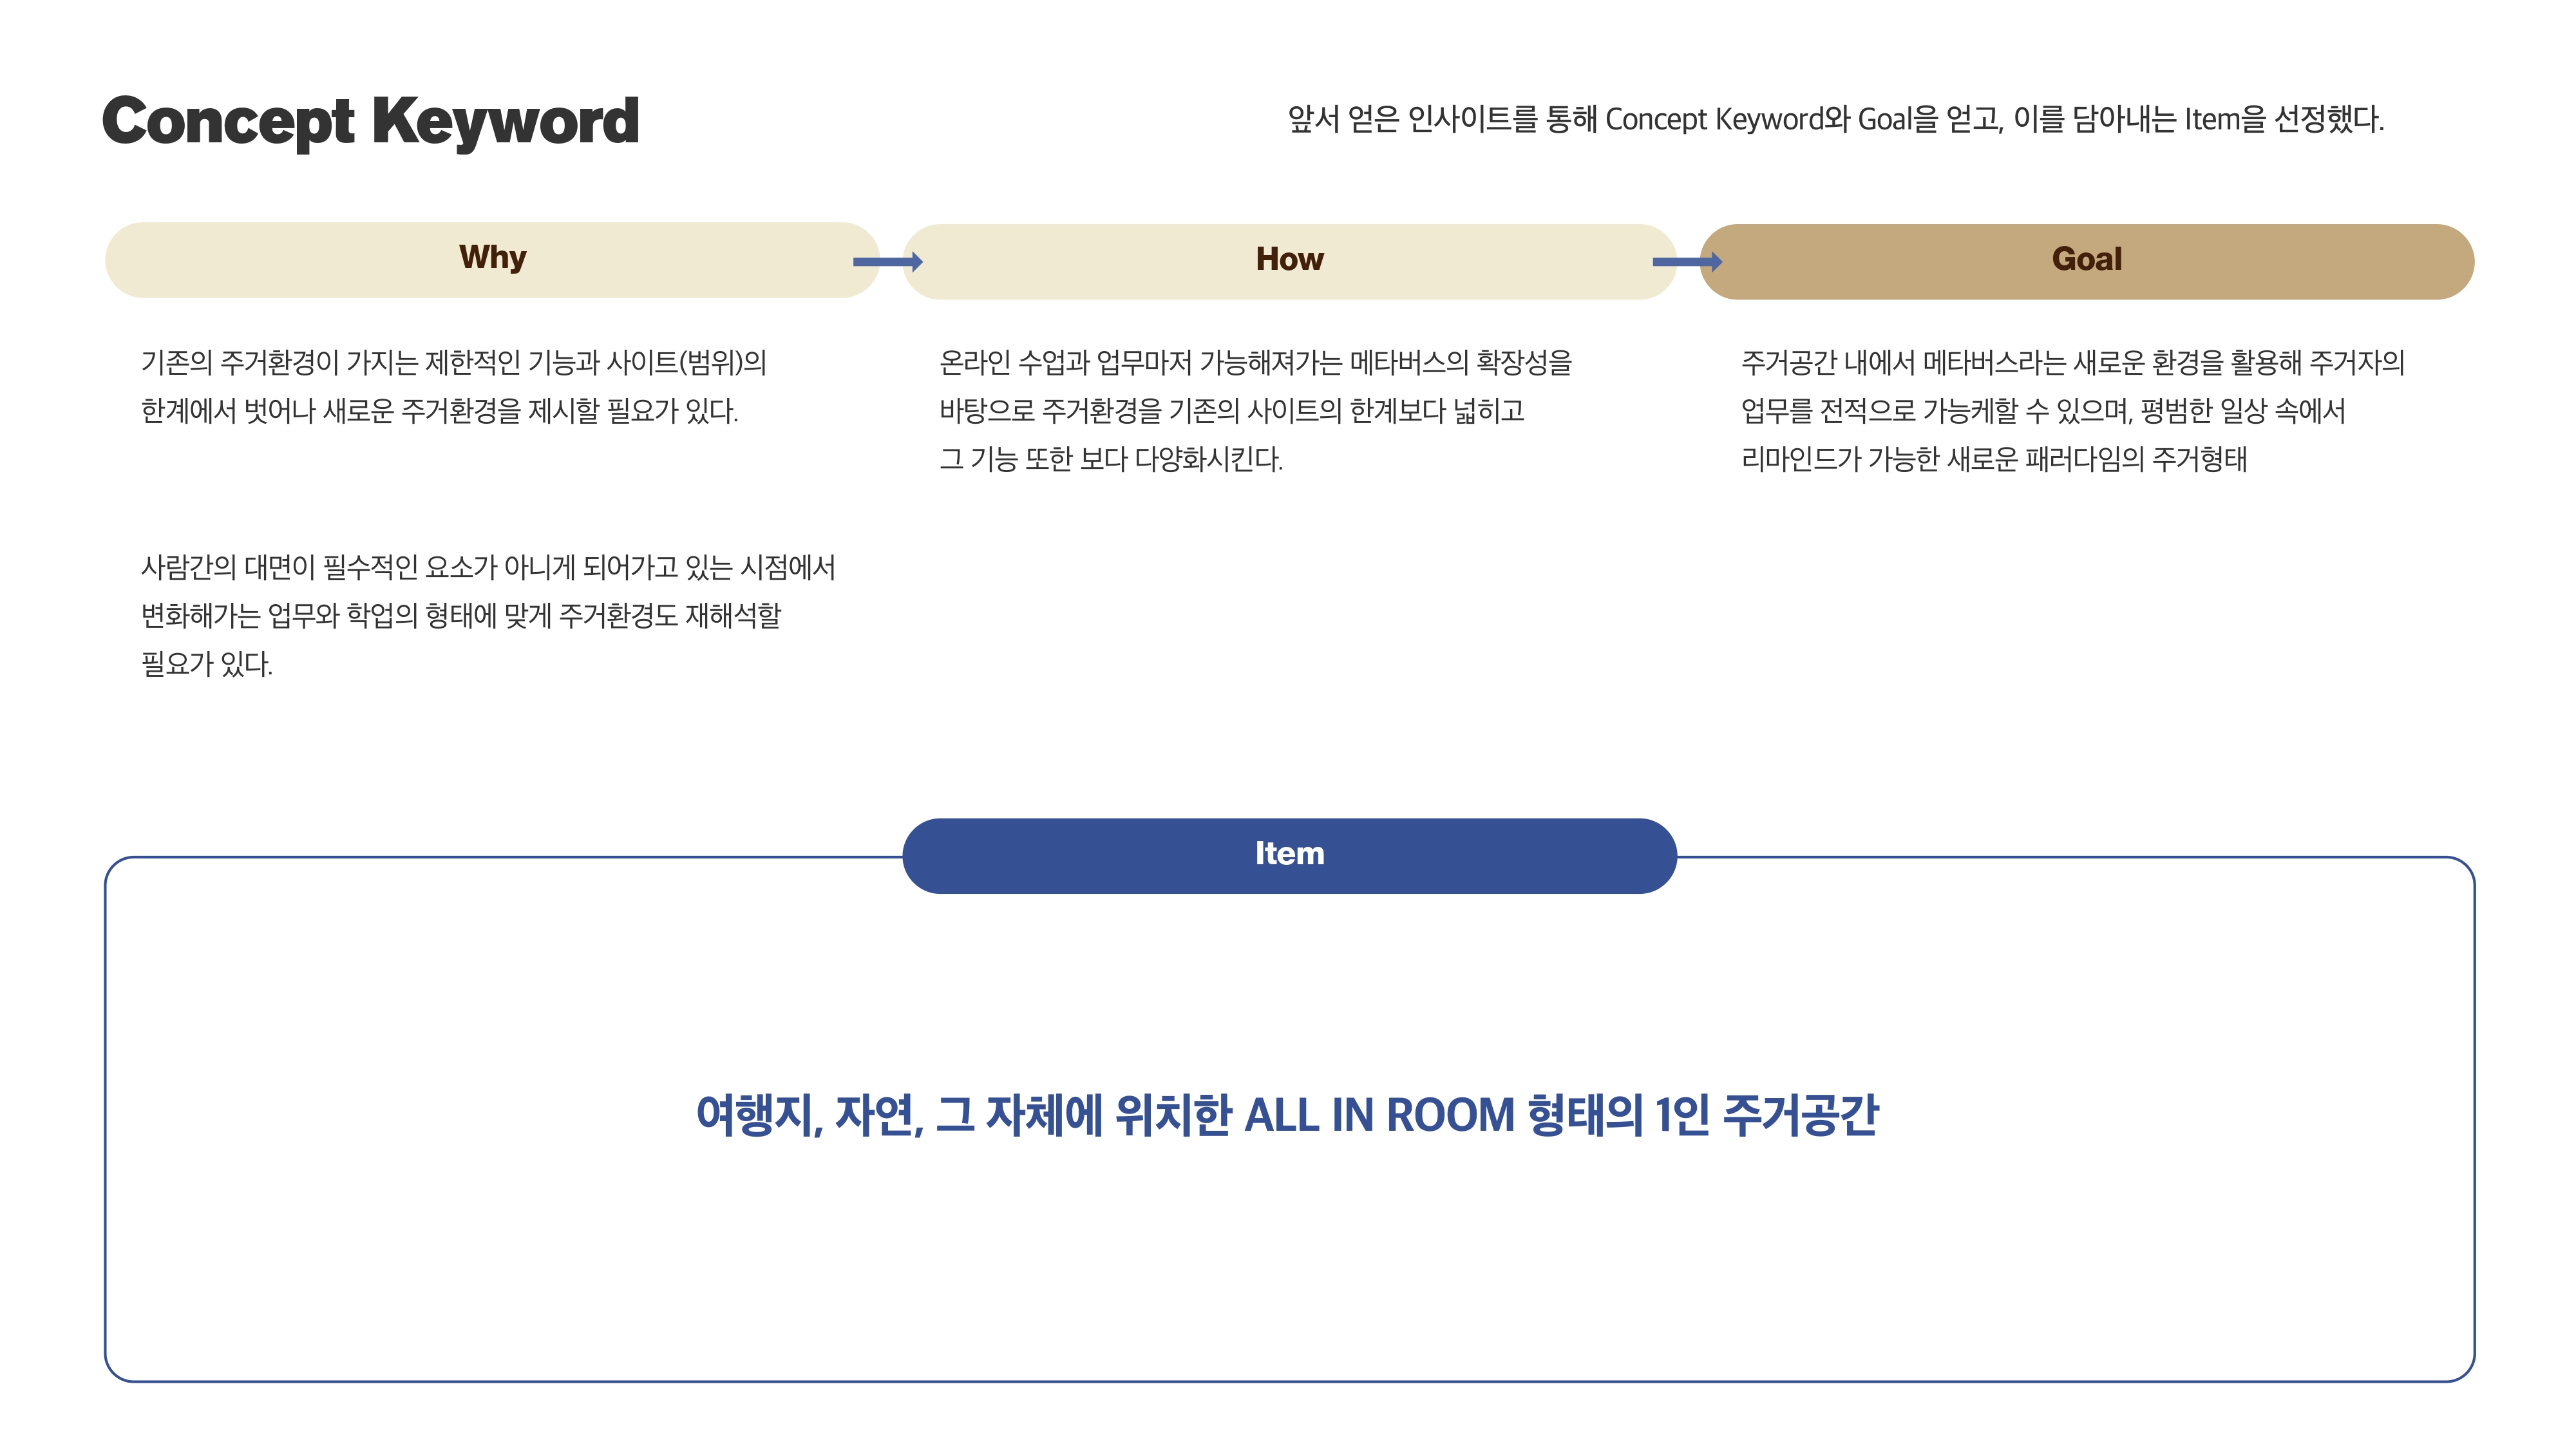 Concept Keyword
앞서 얻은 인사이트를 통해 Concept Keyword와 Goal을 얻고, 이를 담아내는 Item을 선정했다.
Why
기존의 주거환경이 가지는 제한적인 기능과 사이트(범위)의
한계에서 벗어나 새로운 주거환경을 제시할 필요가 있다.
사람간의 대면이 필수적인 요소가 아니게 되어가고 있는 시점에서
변화해가는 업무와 학업의 형태에 맞게 주거환경도 재해석할
필요가 있다.
How
온라인 수업과 업무마저 가능해져가는 메타버스의 확장성을
바탕으로 주거환경을 기존의 사이트의 한계보다 넓히고
그 기능 또한 보다 다양화시킨다.
Goal
주거공간 내에서 메타버스라는 새로운 환경을 활용해 주거자의
업무를 전적으로 가능케할 수 있으며, 평범한 일상 속에서
리마인드가 가능한 새로운 패러다임의 주거형태
Item
여행지, 자연, 그 자체에 위치한 ALL IN ROOM 형태의 1인 주거공간